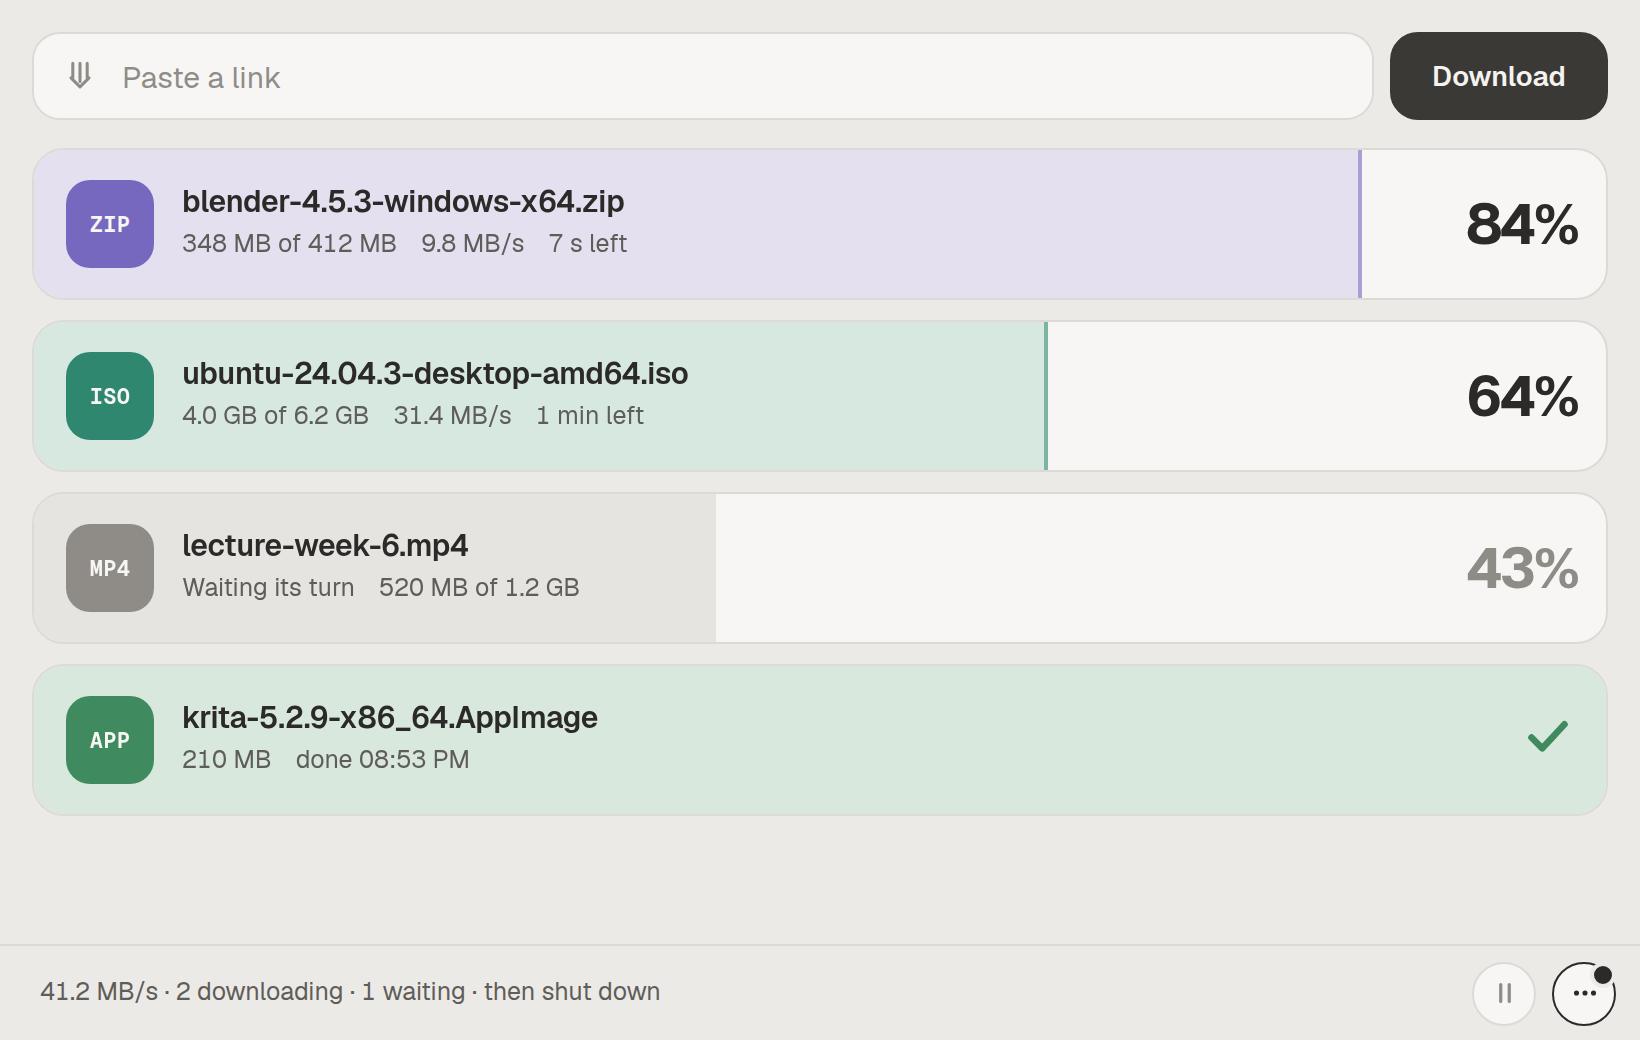 Paste a link
Download
ZIP
blender-4.5.3-windows-x64.zip
348 MB of 412 MB 9.8 MB/s 7 s left
84%
ISO
ubuntu-24.04.3-desktop-amd64.iso
4.0 GB of 6.2 GB 31.4 MB/s 1 min left
64%
MP4
lecture-week-6.mp4
Waiting its turn 520 MB of 1.2 GB
43%
APP
krita-5.2.9-x86_64.AppImage
210 MB done 08:53 PM
41.2 MB/s · 2 downloading · 1 waiting · then shut down